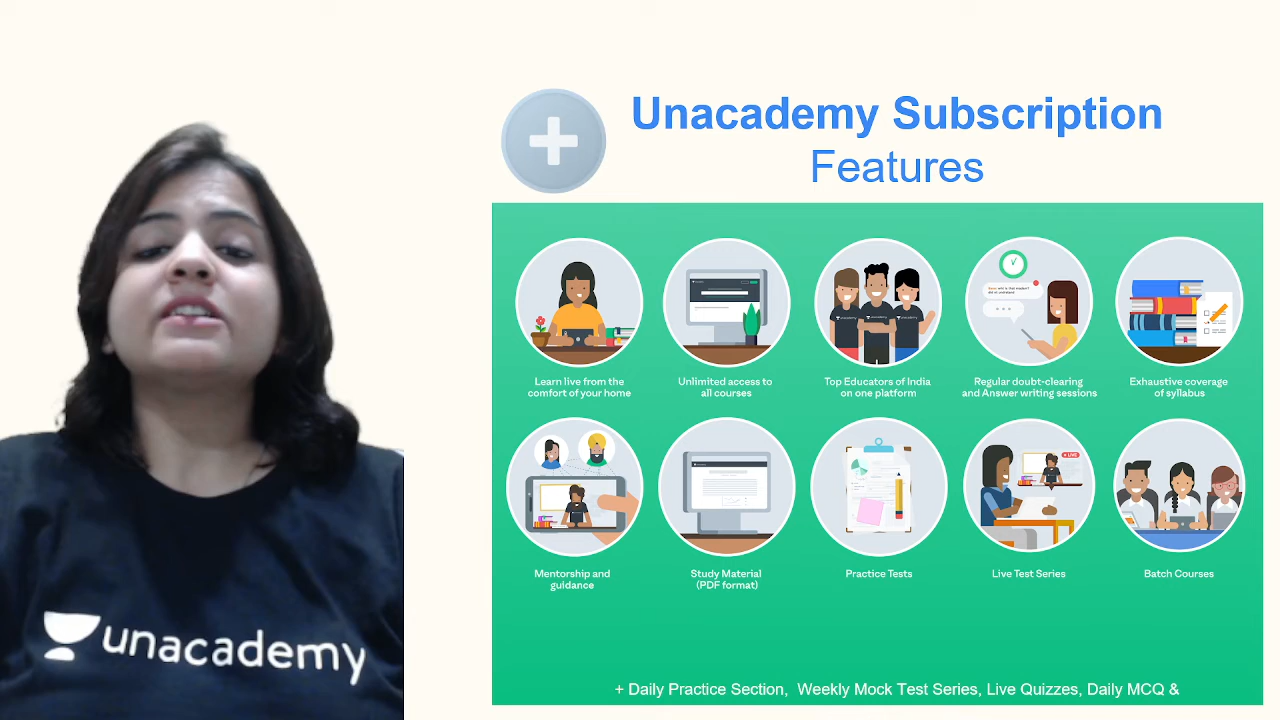 Unacademy Subscription
Features
Learn live from the
comfort of your home
Unlimited access to
all courses
Top Educators of India
on one platform
Regular doubt-clearing
and Answer writing sessions
Exhaustive coverage
of syllabus
LIVE
Mentorship and
guidance
Study Material
(PDF format)
Practice Tests
Live Test Series
Batch Courses
+ Daily Practice Section, Weekly Mock Test Series, Live Quizzes, Daily MCQ &
unacademy